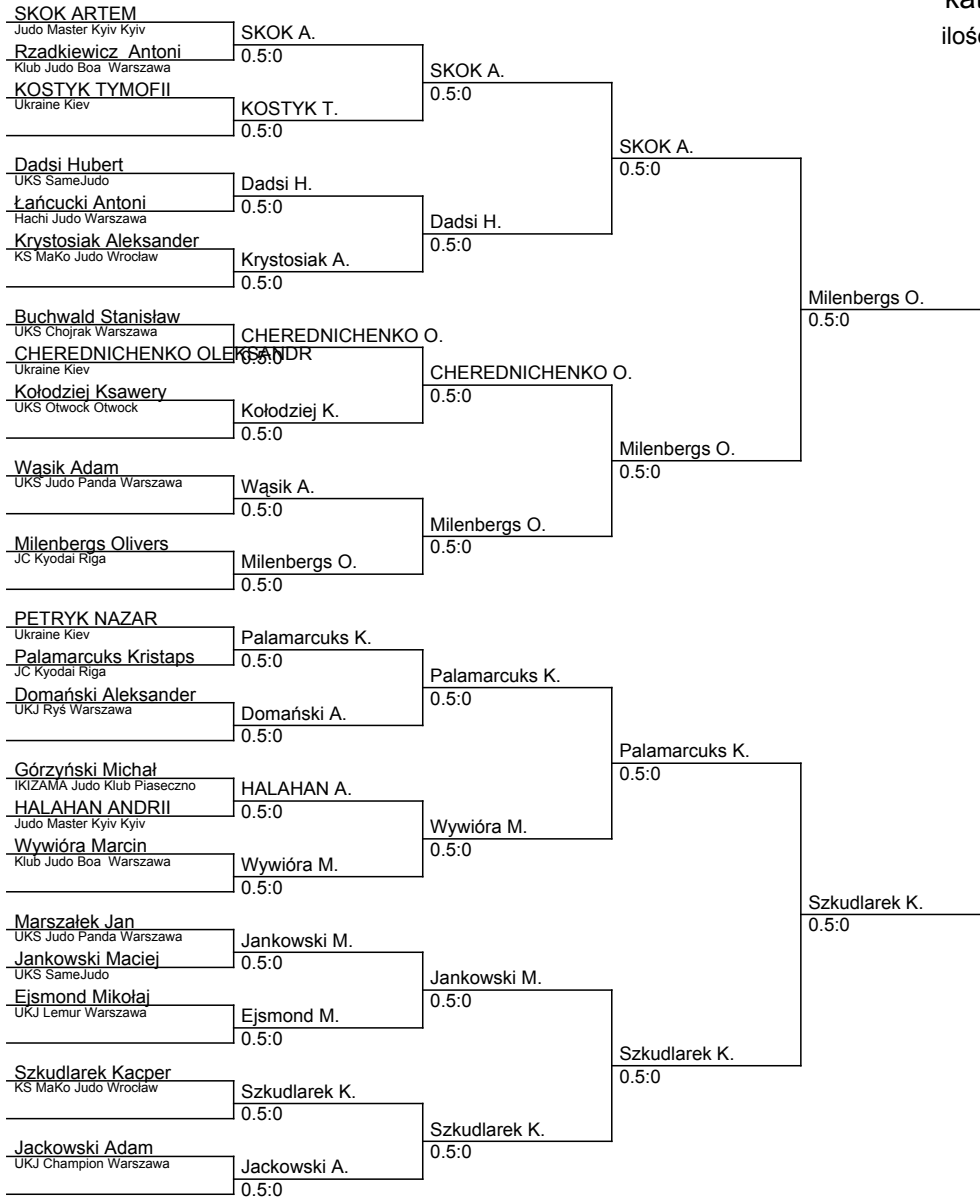 kat
iloś
SKOK ARTEM
Judo Master Kyiv Kyiv
Rzadkiewicz Antoni
Klub Judo Boa Warszawa
KOSTYK TYMOFII
Ukraine Kiev
Dadsi Hubert
UKS SameJudo
Łańcucki Antoni
Hachi Judo Warszawa
Krystosiak Aleksander
KS MaKo Judo Wrocław
Buchwald Stanisław
UKS Chojrak Warszawa
CHEREDNICHENKO OLEKSANDR
Ukraine Kiev
Kołodziej Ksawery
UKS Otwock Otwock
Wąsik Adam
UKS Judo Panda Warszawa
Milenbergs Olivers
JC Kyodai Riga
PETRYK NAZAR
Ukraine Kiev
Palamarcuks Kristaps
JC Kyodai Riga
Domański Aleksander
UKJ Ryś Warszawa
Górzyński Michał
IKIZAMA Judo Klub Piaseczno
HALAHAN ANDRII
Judo Master Kyiv Kyiv
Wywióra Marcin
Klub Judo Boa Warszawa
Marszałek Jan
UKS Judo Panda Warszawa
Jankowski Maciej
UKS SameJudo
Ejsmond Mikołaj
UKJ Lemur Warszawa
Szkudlarek Kacper
KS MaKo Judo Wrocław
Jackowski Adam
UKJ Champion Warszawa
SKOK A.
0.5:0
KOSTYK T.
0.5:0
Dadsi H.
0.5:0
Krystosiak A.
0.5:0
CHEREDNICHENKO O.
0.5:0
Kołodziej K.
0.5:0
Wąsik A.
0.5:0
Milenbergs O.
0.5:0
Palamarcuks K.
0.5:0
Domański A.
0.5:0
HALAHAN A.
0.5:0
Wywióra M.
0.5:0
Jankowski M.
0.5:0
Ejsmond M.
0.5:0
Szkudlarek K.
0.5:0
Jackowski A.
0.5:0
SKOK A.
0.5:0
Dadsi H.
0.5:0
CHEREDNICHENKO O.
0.5:0
Milenbergs O.
0.5:0
Palamarcuks K.
0.5:0
Wywióra M.
0.5:0
Jankowski M.
0.5:0
Szkudlarek K.
0.5:0
SKOK A.
0.5:0
Milenbergs O.
0.5:0
Palamarcuks K.
0.5:0
Szkudlarek K.
0.5:0
Milenbergs O.
0.5:0
Szkudlarek K.
0.5:0